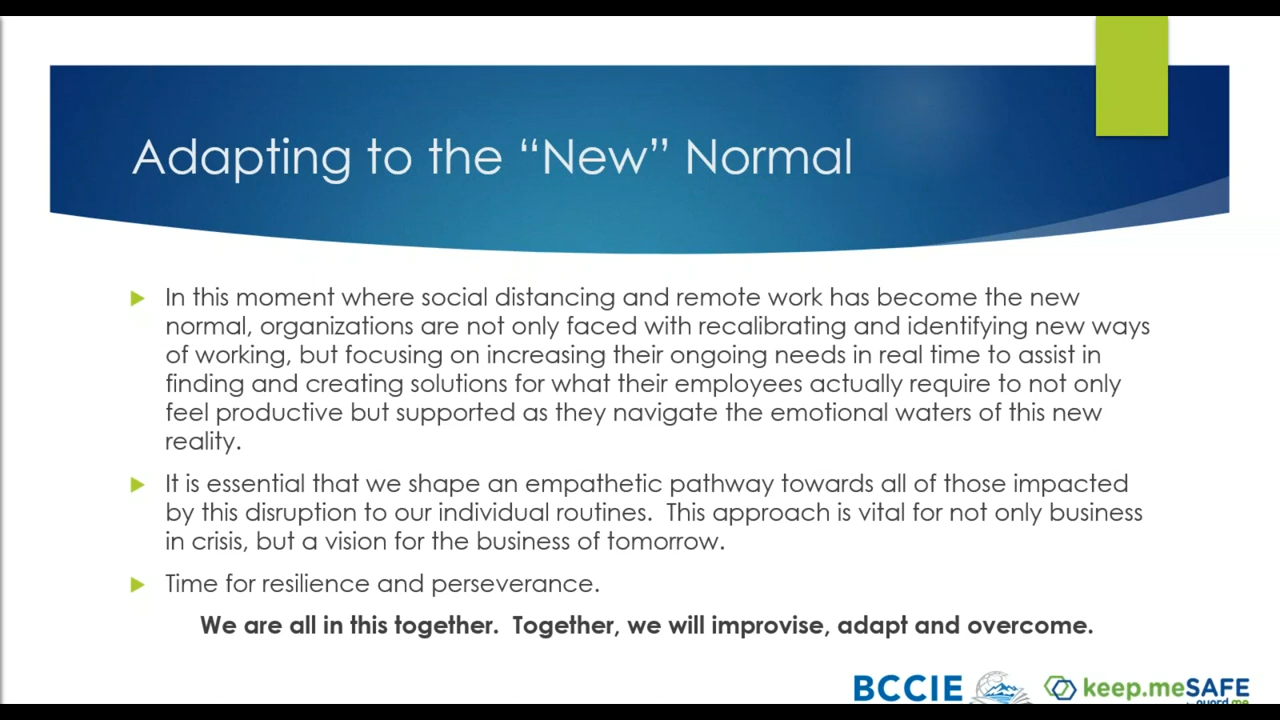 Adapting to the “New” Normal
In this moment where social distancing and remote work has become the new
normal, organizations are not only faced with recalibrating and identifying new ways
of working, but focusing on increasing their ongoing needs in real time to assist in
finding and creating solutions for what their employees actually require to not only
feel productive but supported as they navigate the emotional waters of this new
reality.
It is essential that we shape an empathetic pathway towards all of those impacted
by this disruption to our individual routines.  This approach is vital for not only business
in crisis, but a vision for the business of tomorrow.
Time for resilience and perseverance.
We are all in this together.  Together, we will improvise, adapt and overcome.
BCCIE keep.meSAFE
guard.me